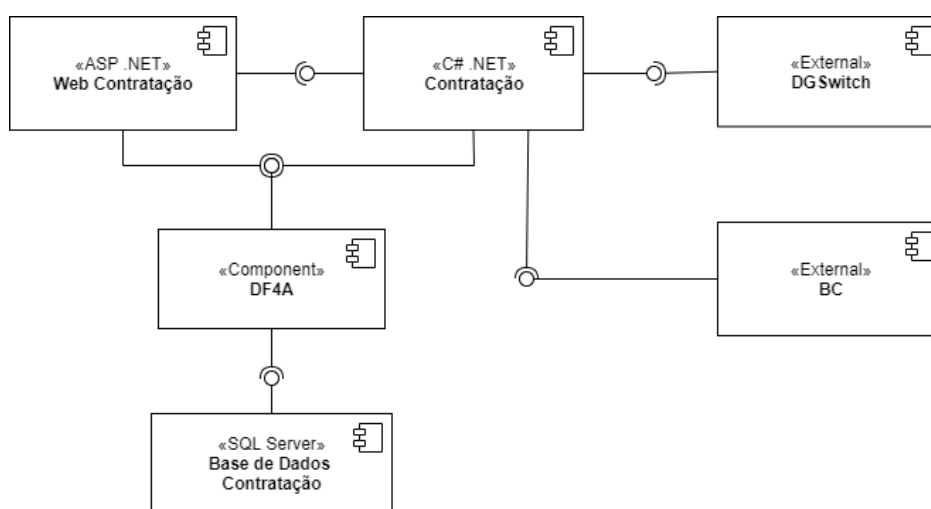 «ASP .NET»
Web Contratação
«C# .NET»
Contratação
«External»
DGSwitch
«Component»
DF4A
«External»
BC
«SQL Server»
Base de Dados
Contratação